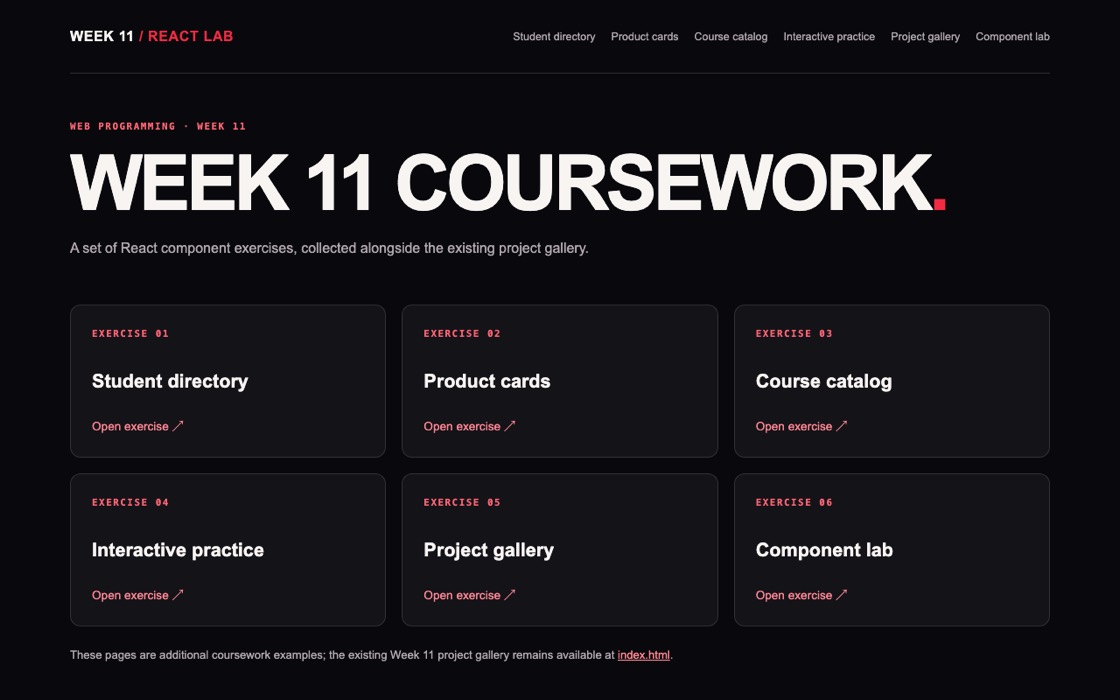 WEEK 11 / REACT LAB
Student directory Product cards Course catalog Interactive practice Project gallery Component lab
WEB PROGRAMMING · WEEK 11
WEEK 11 COURSEWORK.
A set of React component exercises, collected alongside the existing project gallery.
EXERCISE 01
Student directory
Open exercise ↗
EXERCISE 02
Product cards
Open exercise ↗
EXERCISE 03
Course catalog
Open exercise ↗
EXERCISE 04
Interactive practice
Open exercise ↗
EXERCISE 05
Project gallery
Open exercise ↗
EXERCISE 06
Component lab
Open exercise ↗
These pages are additional coursework examples; the existing Week 11 project gallery remains available at index.html.